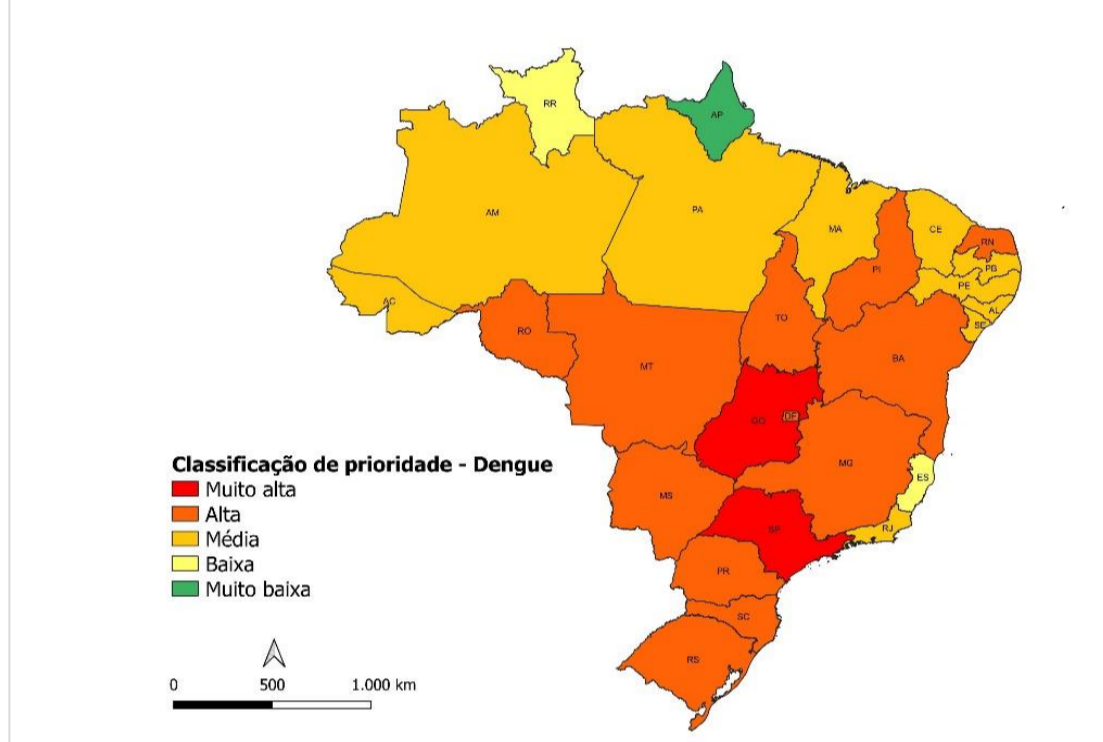 RR
AP
AM
PA
MA
CE
RN
PB
PE
AL
SE
PI
AC
TO
RO
MT
BA
GO
DF
MG
ES
MS
RJ
SP
PR
SC
RS
Classificação de prioridade - Dengue
Muito alta
Alta
Média
Baixa
Muito baixa
0 500 1.000 km